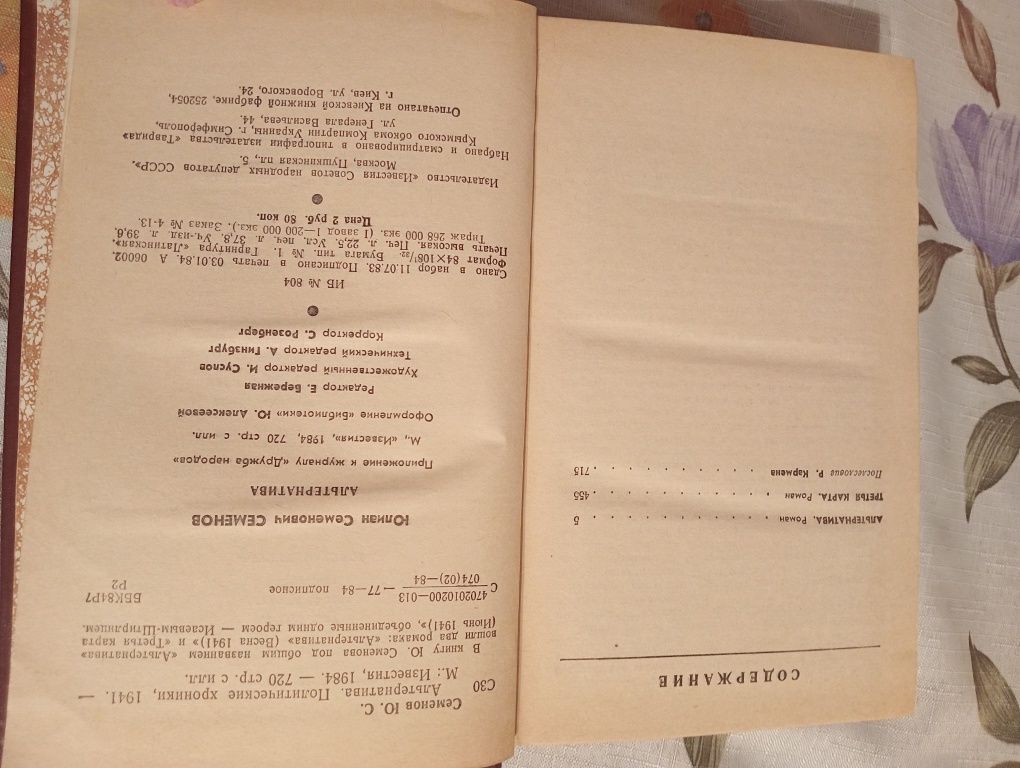 СОДЕРЖАНИЕ
АЛЬТЕРНАТИВА. Роман . . . . . . . . . . . 5
ТРЕТЬЯ КАРТА. Роман . . . . . . . . . . . 455
Послесловие Р. Кармена . . . . . . . . . . . 715
Семенов Ю. С.
С30 Альтернатива. Политические хроники, 1941. —
М.: Известия, 1984. — 720 стр. с илл.
В книгу Ю. Семенова под общим названием «Альтернатива»
вошли два романа: «Альтернатива» (Весна 1941)» и «Третья карта
(Июнь 1941)», объединенные одним героем — Исаевым-Штирлицем.
С 4702010200—013 / 074(02)—84 —77—84 подписное
ББК84Р7
Р2
Юлиан Семенович СЕМЕНОВ
АЛЬТЕРНАТИВА
Приложение к журналу «Дружба народов»
М., «Известия», 1984, 720 стр. с илл.
Оформление «Библиотеки» Ю. Алексеевой
Редактор Е. Бережная
Художественный редактор И. Суслов
Технический редактор А. Гинзбург
Корректор С. Розенберг
ИБ № 804
Сдано в набор 11.07.83. Подписано в печать 03.01.84. А 06002.
Формат 84×108¹/₃₂. Бумага тип. № 1. Гарнитура «Латинская».
Печать высокая. Печ. л. 22,5. Усл. печ. л. 37,8. Уч.-изд. л. 39,6.
Тираж 268 000 экз. (I завод 1—200 000 экз.). Заказ № 4-13.
Цена 2 руб. 80 коп.
Издательство «Известия Советов народных депутатов СССР».
Москва, Пушкинская пл., 5.
Набрано и сматрицировано в типографии издательства «Таврида»
Крымского обкома Компартии Украины, г. Симферополь,
ул. Генерала Васильева, 44.
Отпечатано на Киевской книжной фабрике, 252054,
г. Киев, ул. Воровского, 24.